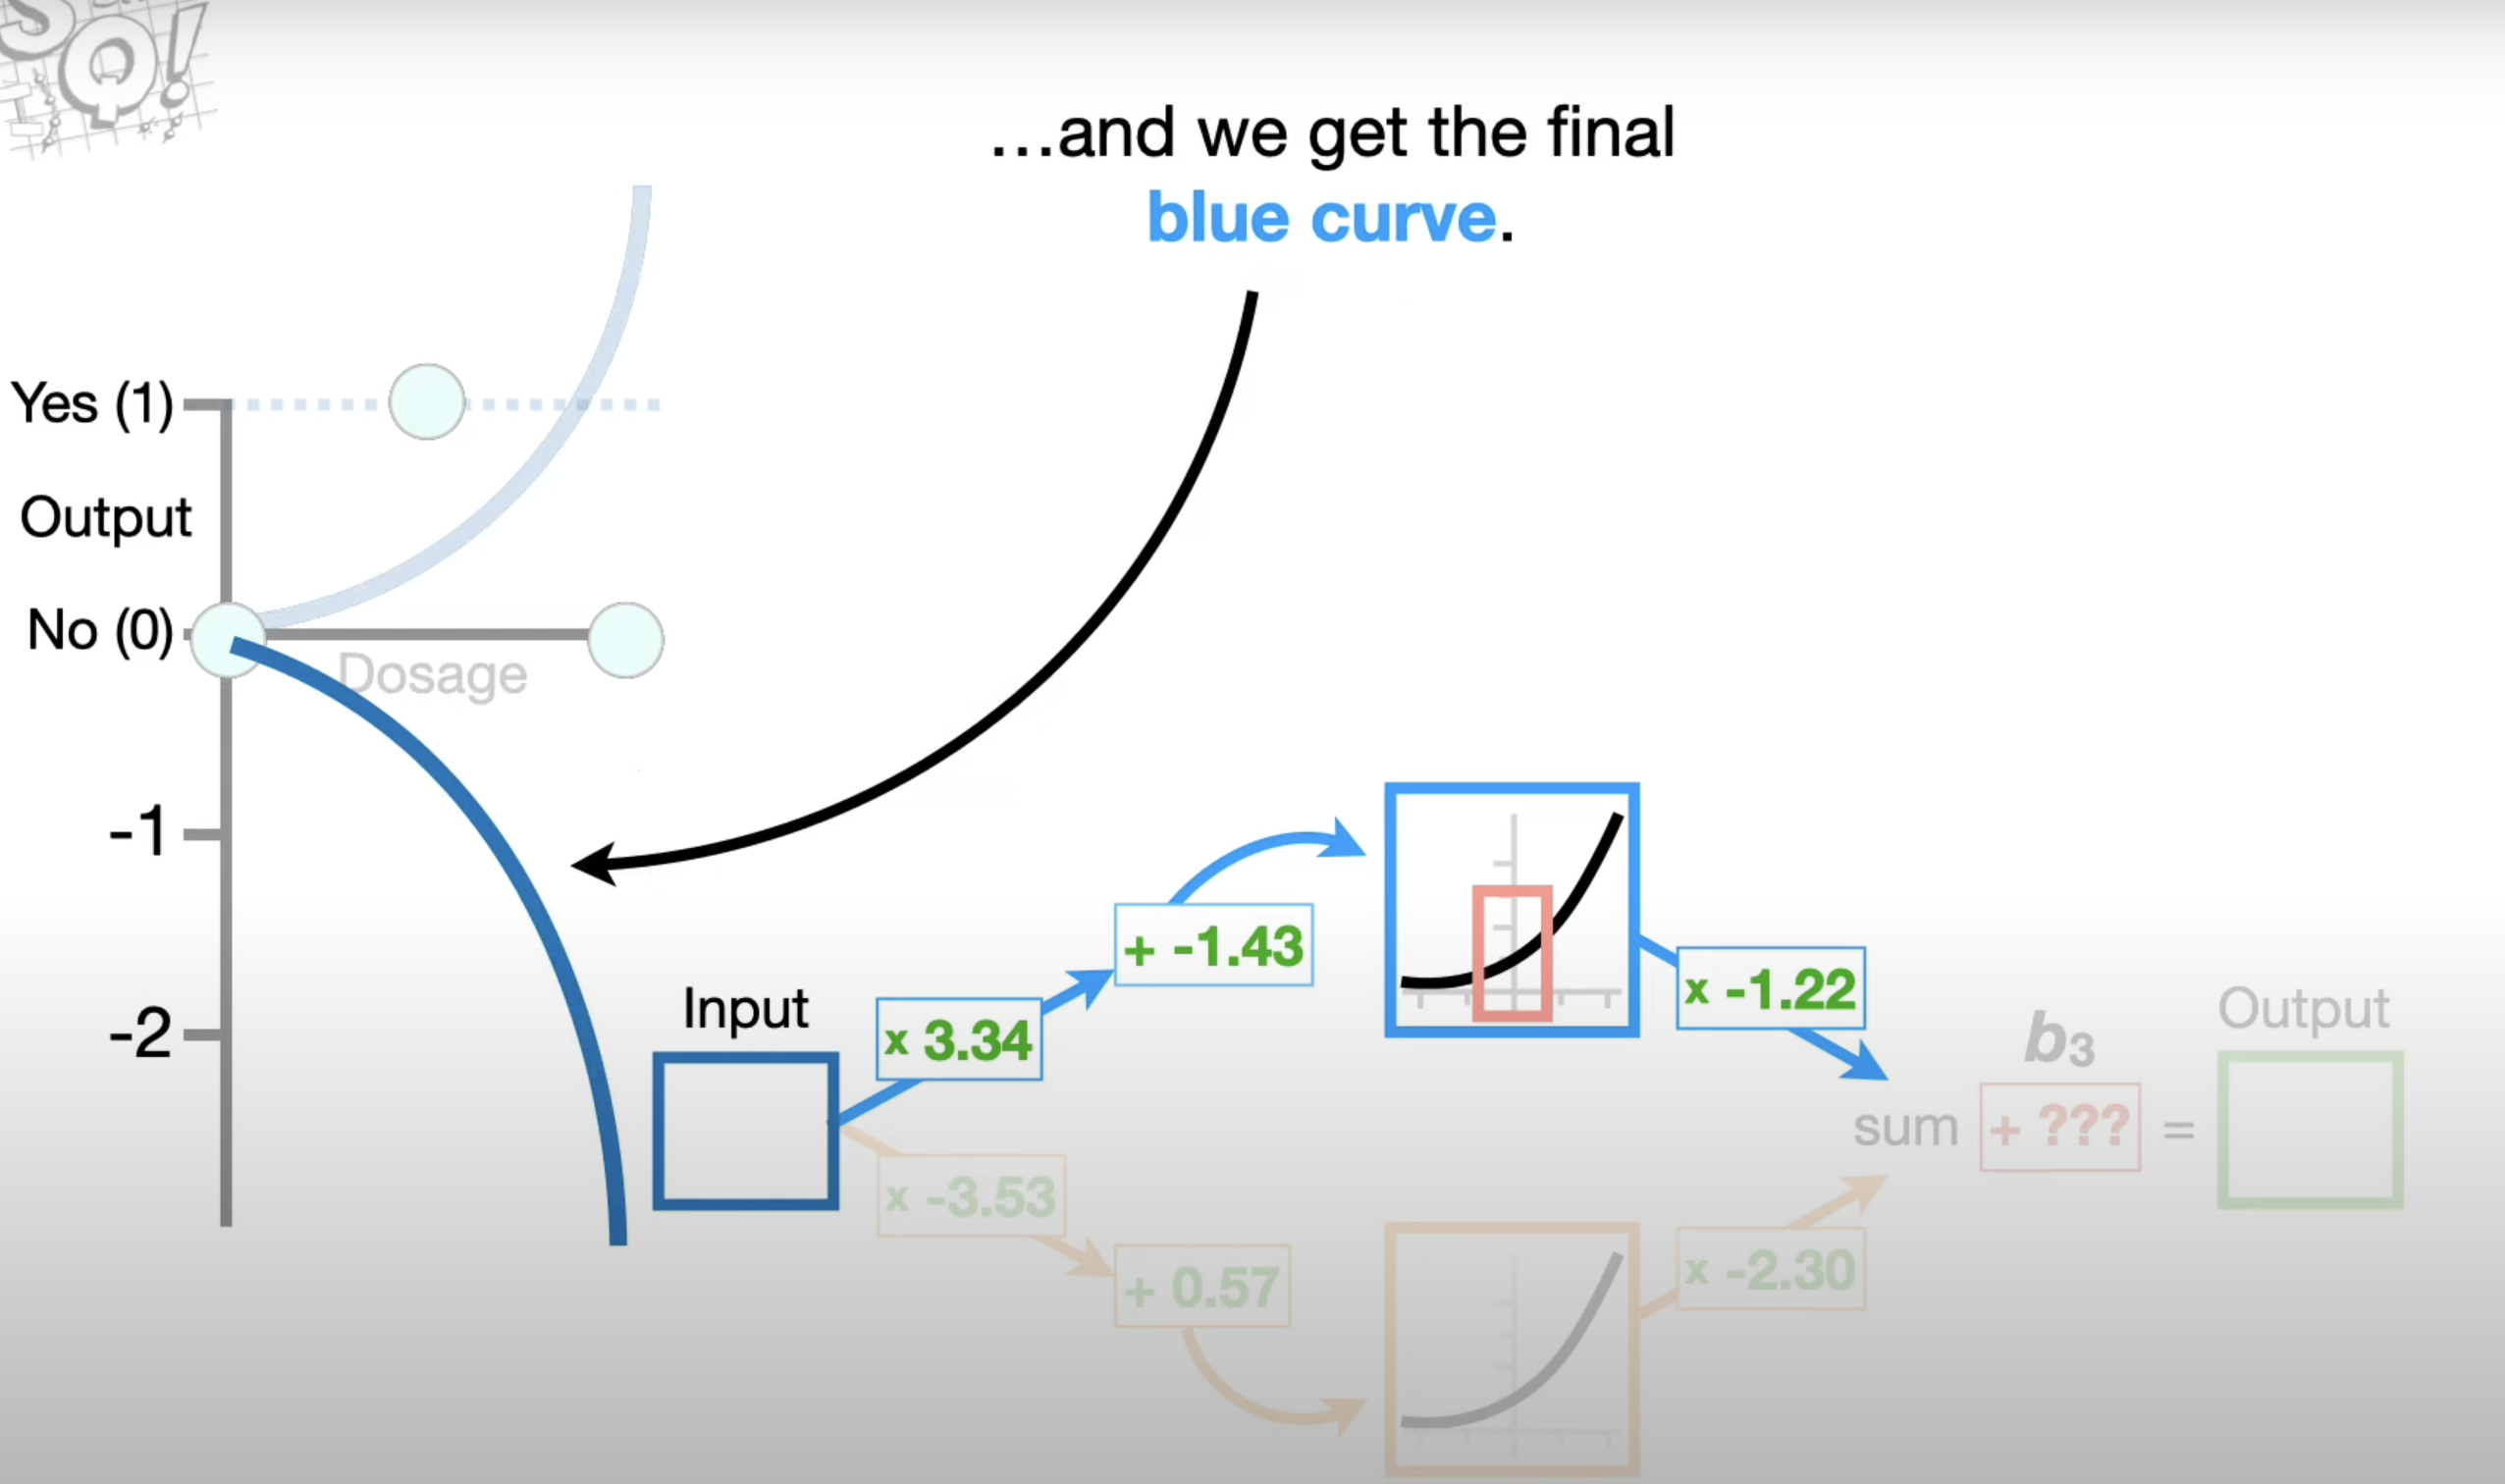 SQ!
...and we get the final
blue curve.
Yes (1)
Output
No (0)
Dosage
-1
-2
Input
x 3.34
+ -1.43
x -1.22
x -3.53
+ 0.57
x -2.30
sum
b3
+ ???
=
Output